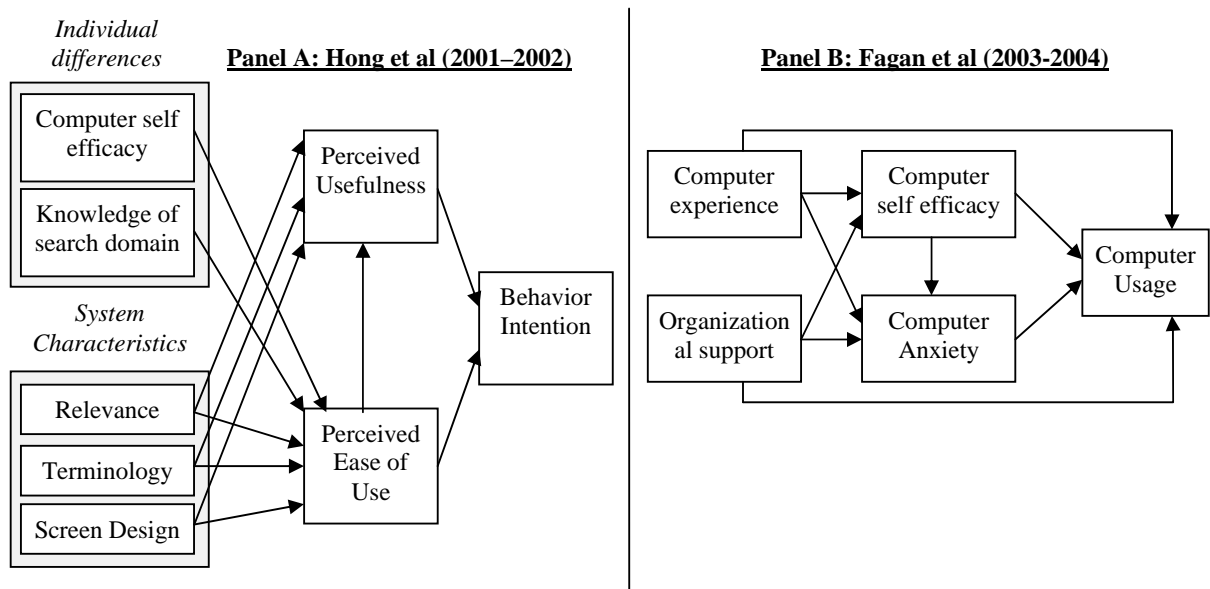 Individual
differences
Panel A: Hong et al (2001–2002)
Computer self
efficacy
Knowledge of
search domain
System
Characteristics
Relevance
Terminology
Screen Design
Perceived
Usefulness
Perceived
Ease of
Use
Behavior
Intention
Panel B: Fagan et al (2003-2004)
Computer
experience
Organization
al support
Computer
self efficacy
Computer
Anxiety
Computer
Usage